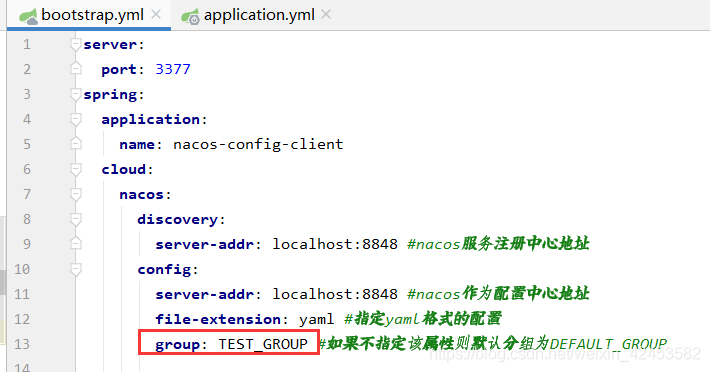 bootstrap.yml × application.yml ×
1 server:
2 port: 3377
3 spring:
4 application:
5 name: nacos-config-client
6 cloud:
7 nacos:
8 discovery:
9 server-addr: localhost:8848 #nacos服务注册中心地址
10 config:
11 server-addr: localhost:8848 #nacos作为配置中心地址
12 file-extension: yaml #指定yaml格式的配置
13 group: TEST_GROUP #如果不指定该属性则默认分组为DEFAULT_GROUP
14
https://blog.csdn.net/weixin_42453582